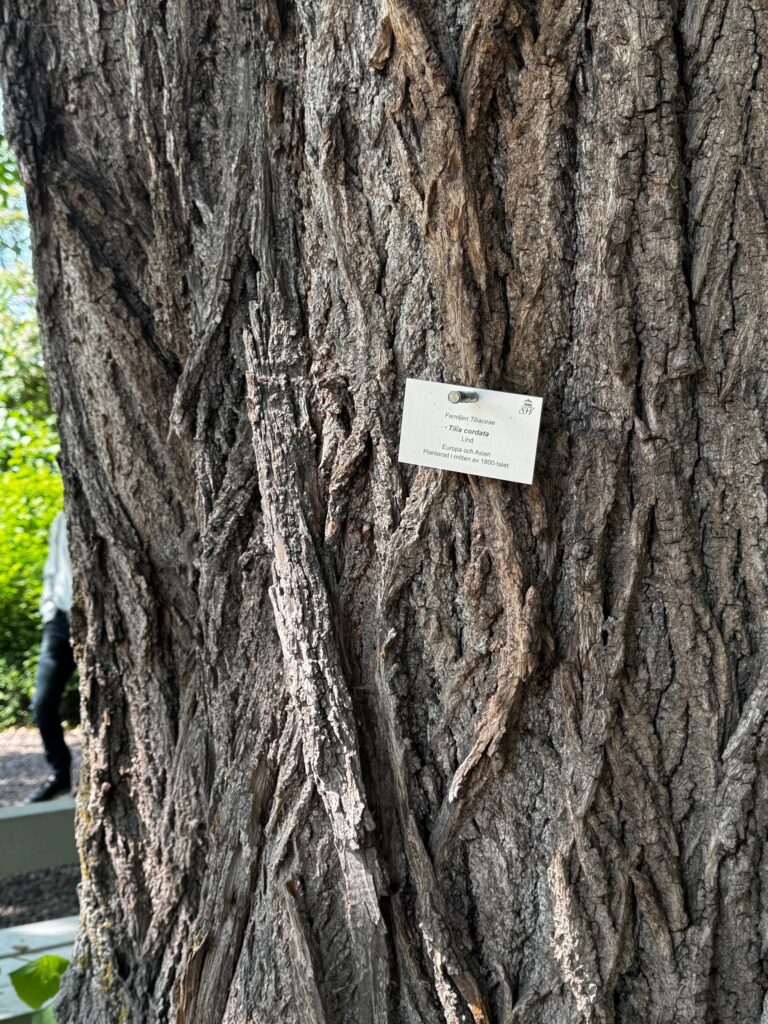 Familjen Tiliaceae
Tilia cordata
Lind
Europa och Asien
Planterad i mitten av 1800-talet